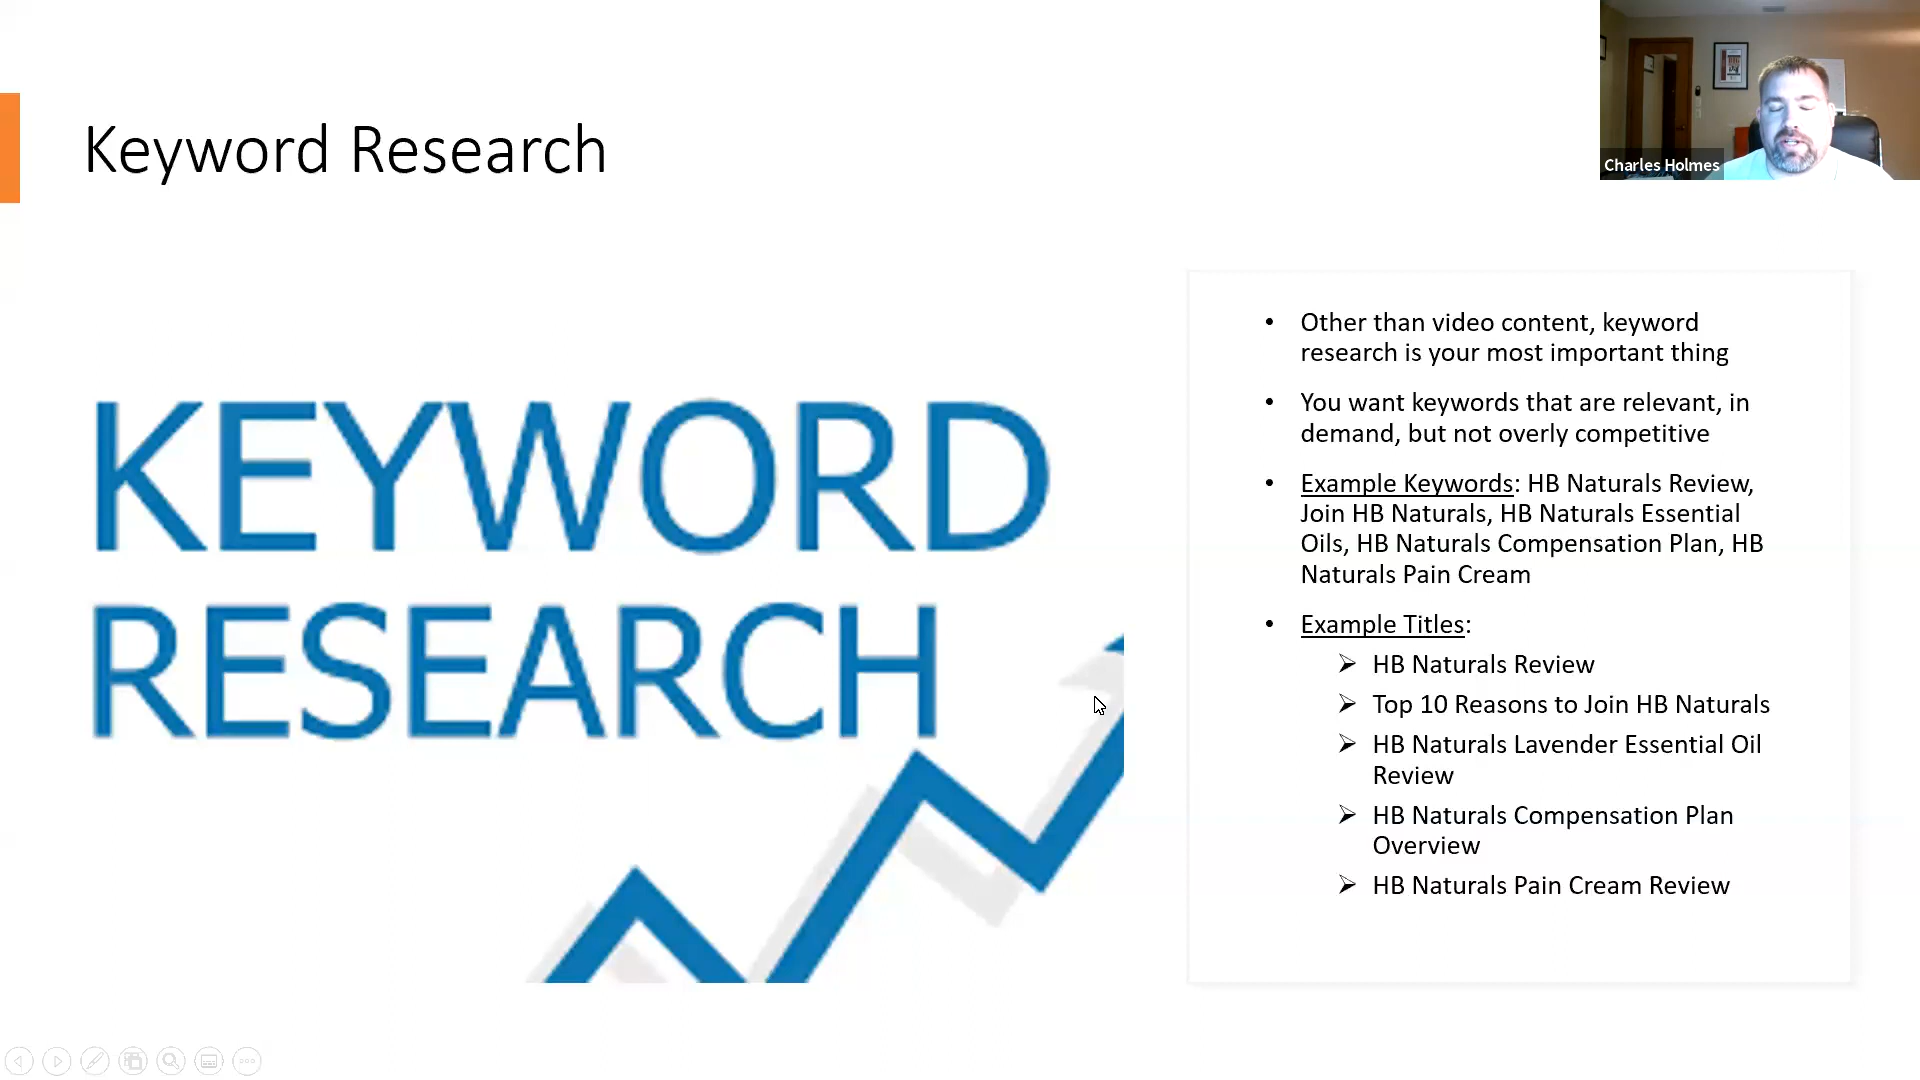 Charles Holmes
Keyword Research
KEYWORD
RESEARCH
• Other than video content, keyword
research is your most important thing
• You want keywords that are relevant, in
demand, but not overly competitive
• Example Keywords: HB Naturals Review,
Join HB Naturals, HB Naturals Essential
Oils, HB Naturals Compensation Plan, HB
Naturals Pain Cream
• Example Titles:
➢ HB Naturals Review
➢ Top 10 Reasons to Join HB Naturals
➢ HB Naturals Lavender Essential Oil
Review
➢ HB Naturals Compensation Plan
Overview
➢ HB Naturals Pain Cream Review